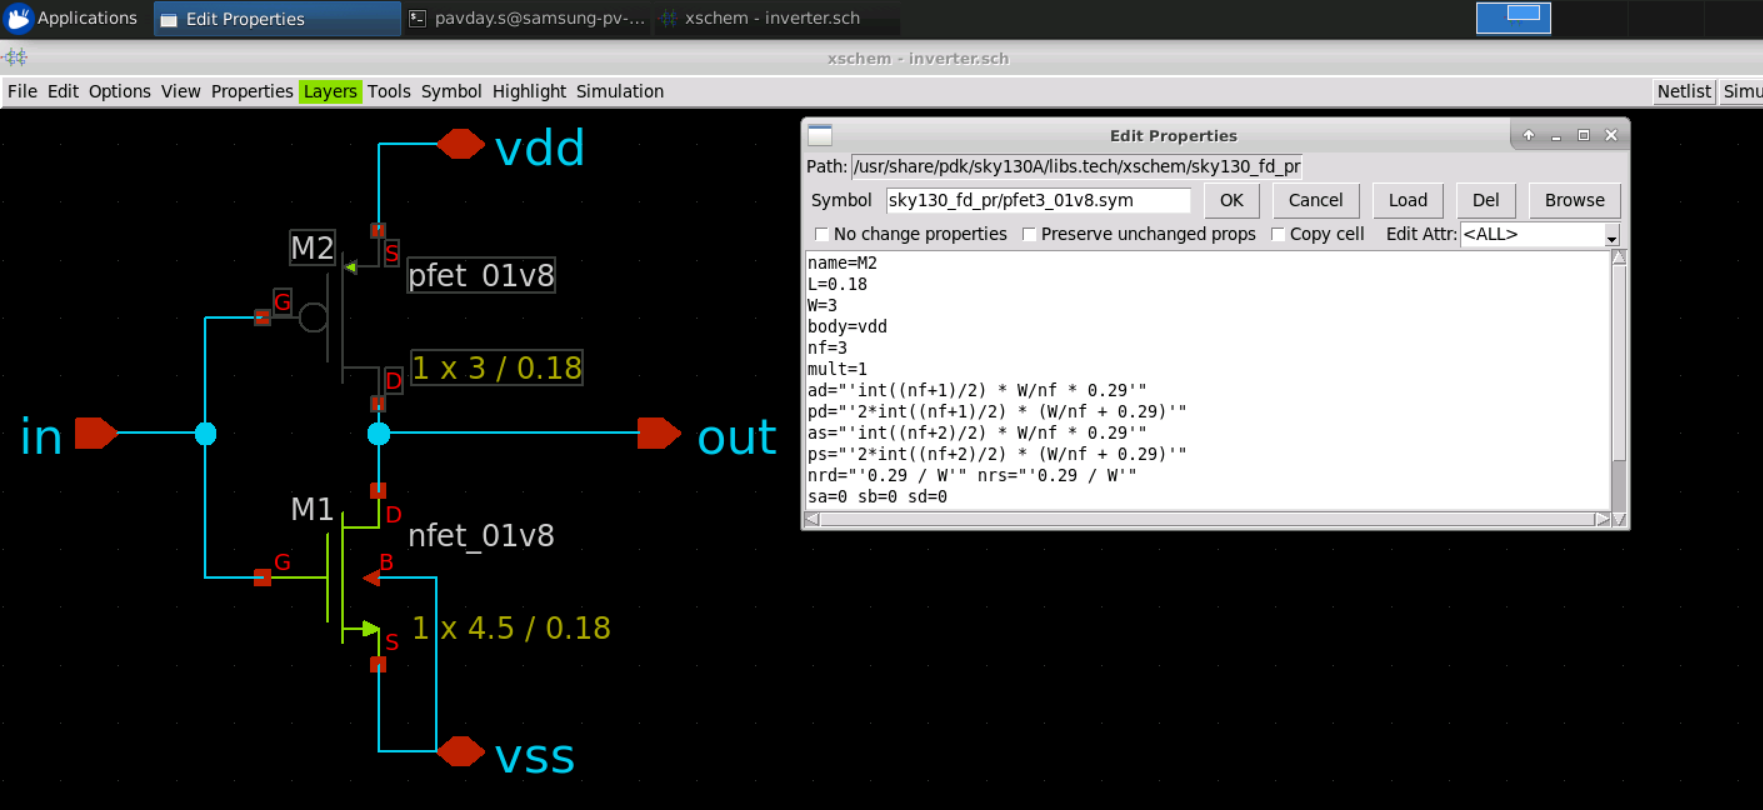 Applications
Edit Properties
pavday.s@samsung-pv-...
xschem - inverter.sch
xschem - inverter.sch
File Edit Options View Properties Layers Tools Symbol Highlight Simulation
Netlist Simu
vdd
M2
S
pfet_01v8
G
1 x 3 / 0.18
D
in
out
M1
D
nfet_01v8
G
B
S
1 x 4.5 / 0.18
vss
Edit Properties
Path: /usr/share/pdk/sky130A/libs.tech/xschem/sky130_fd_pr
Symbol sky130_fd_pr/pfet3_01v8.sym OK Cancel Load Del Browse
No change properties Preserve unchanged props Copy cell Edit Attr: <ALL>
name=M2
L=0.18
W=3
body=vdd
nf=3
mult=1
ad="'int((nf+1)/2) * W/nf * 0.29'"
pd="'2*int((nf+1)/2) * (W/nf + 0.29)'"
as="'int((nf+2)/2) * W/nf * 0.29'"
ps="'2*int((nf+2)/2) * (W/nf + 0.29)'"
nrd="'0.29 / W'" nrs="'0.29 / W'"
sa=0 sb=0 sd=0